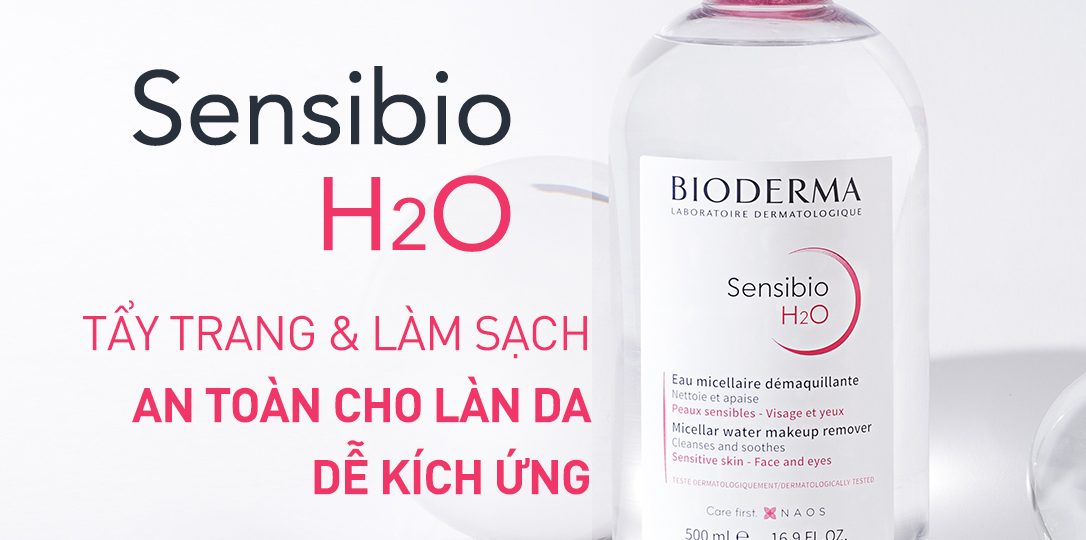 Sensibio
H2O
TẨY TRANG & LÀM SẠCH
AN TOÀN CHO LÀN DA
DỄ KÍCH ỨNG
BIODERMA
LABORATOIRE DERMATOLOGIQUE
Sensibio
H2O
Eau micellaire démaquillante
Nettoie et apaise
Peaux sensibles - Visage et yeux
Micellar water makeup remover
Cleanses and soothes
Sensitive skin - Face and eyes
TESTÉ DERMATOLOGIQUEMENT/DERMATOLOGICALLY TESTED
Care first. NAOS
500 ml ℮ 16.9 FL.OZ.